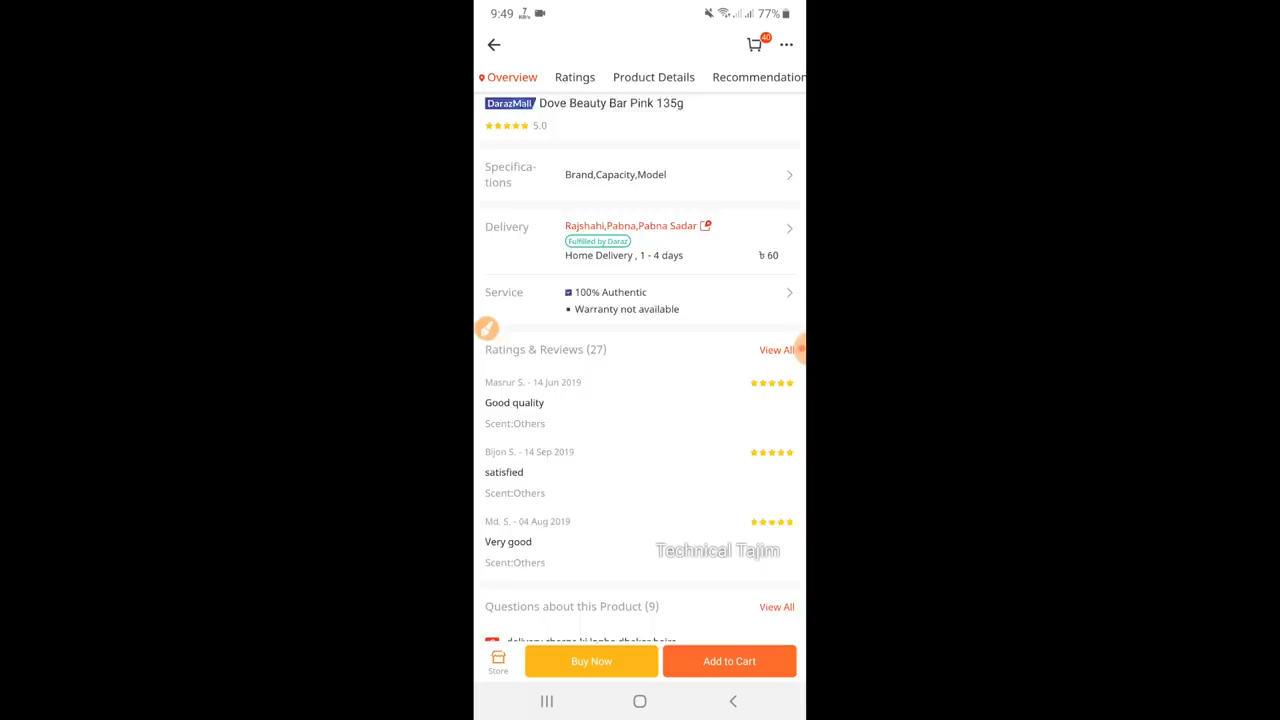 9:49 7 KB/s 77%
40
Overview Ratings Product Details Recommendation
DarazMall Dove Beauty Bar Pink 135g
5.0
Specifica-
tions
Brand,Capacity,Model
Delivery
Rajshahi,Pabna,Pabna Sadar
Fulfilled by Daraz
Home Delivery , 1 - 4 days ৳ 60
Service
100% Authentic
Warranty not available
Ratings & Reviews (27) View All
Masrur S. - 14 Jun 2019
Good quality
Scent:Others
Bijon S. - 14 Sep 2019
satisfied
Scent:Others
Md. S. - 04 Aug 2019
Very good
Technical Tajim
Scent:Others
Questions about this Product (9) View All
Store
Buy Now
Add to Cart